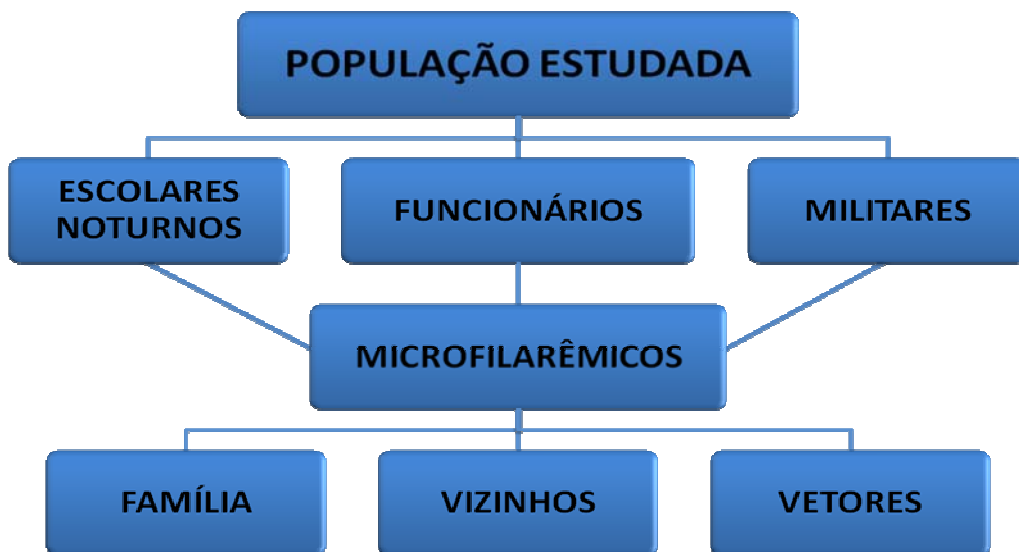 POPULAÇÃO ESTUDADA
ESCOLARES
NOTURNOS
FUNCIONÁRIOS
MILITARES
MICROFILARÊMICOS
FAMÍLIA
VIZINHOS
VETORES